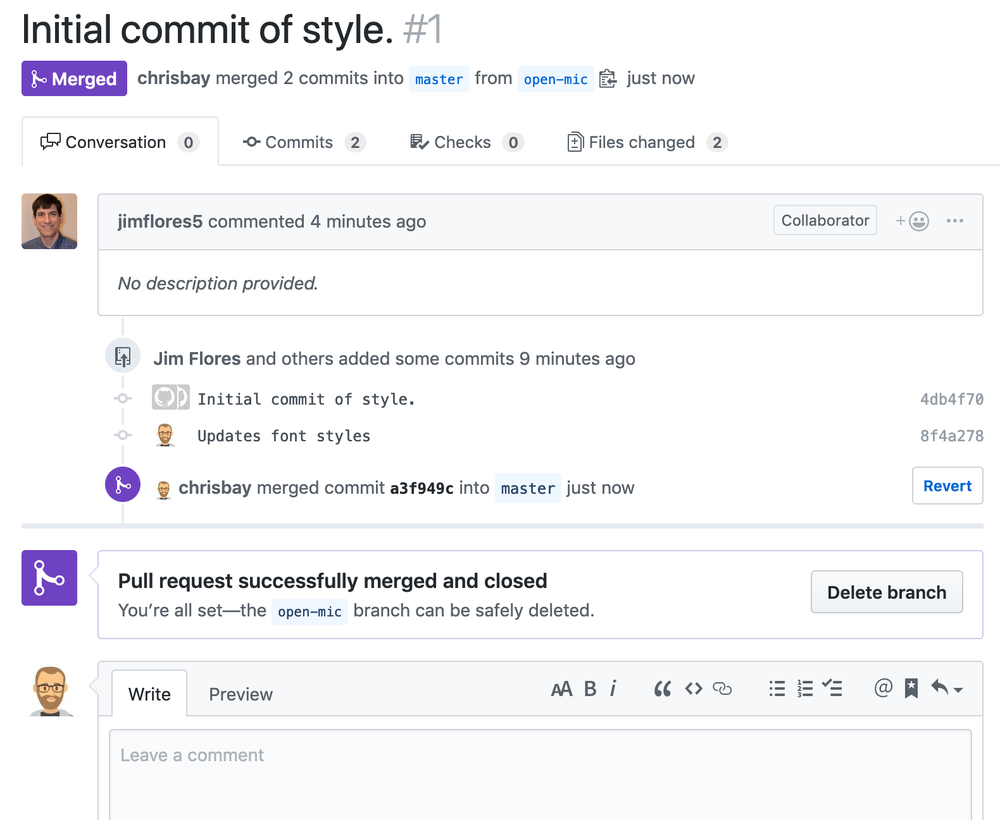 Initial commit of style. #1
Merged chrisbay merged 2 commits into master from open-mic just now
Conversation 0 Commits 2 Checks 0 Files changed 2
jimflores5 commented 4 minutes ago Collaborator
No description provided.
Jim Flores and others added some commits 9 minutes ago
Initial commit of style. 4db4f70
Updates font styles 8f4a278
chrisbay merged commit a3f949c into master just now Revert
Pull request successfully merged and closed
You’re all set—the open-mic branch can be safely deleted.
Delete branch
Write Preview
Leave a comment